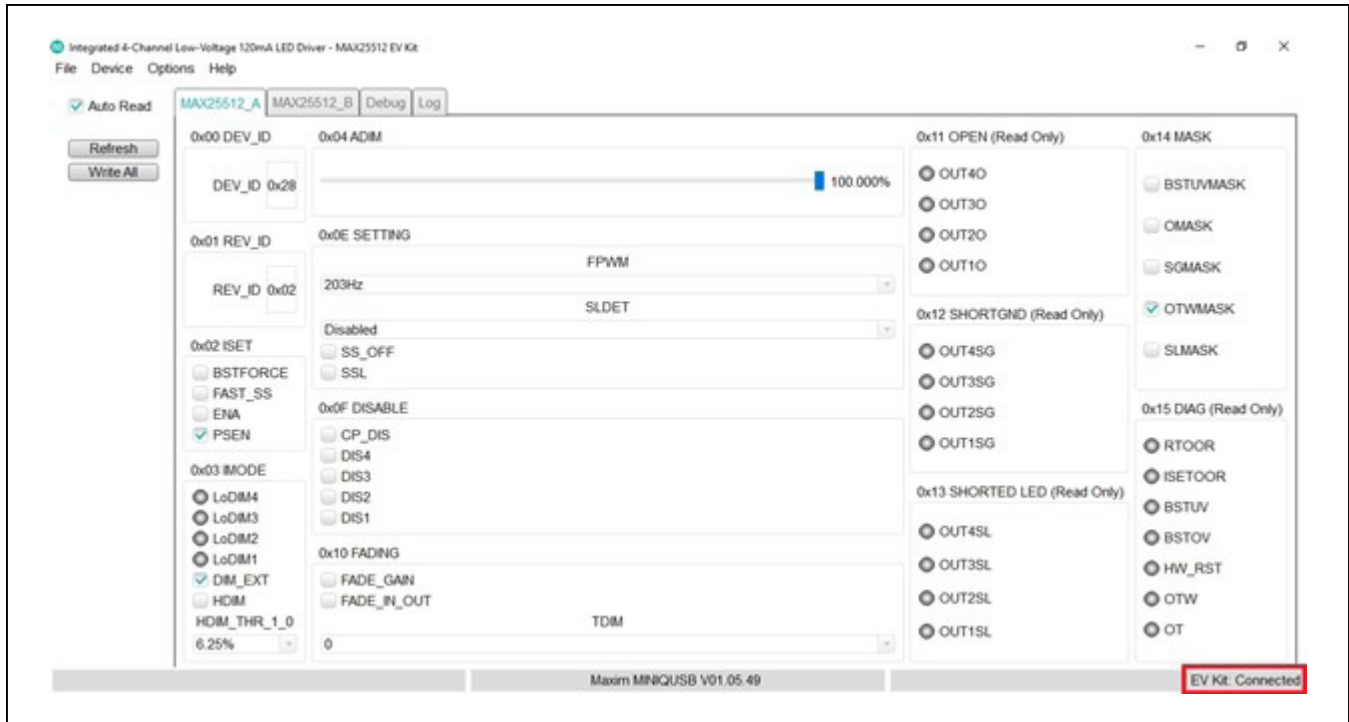 Integrated 4-Channel Low-Voltage 120mA LED Driver - MAX25512 EV Kit
File Device Options Help
Auto Read
Refresh
Write All
MAX25512_A MAX25512_B Debug Log
0x00 DEV_ID
DEV_ID 0x28
0x01 REV_ID
REV_ID 0x02
0x02 ISET
BSTFORCE
FAST_SS
ENA
PSEN
0x03 IMODE
LoDIM4
LoDIM3
LoDIM2
LoDIM1
DIM_EXT
HDIM
HDIM_THR_1_0
6.25%
0x04 ADIM
100.000%
0x0E SETTING
FPWM
203Hz
SLDET
Disabled
SS_OFF
SSL
0x0F DISABLE
CP_DIS
DIS4
DIS3
DIS2
DIS1
0x10 FADING
FADE_GAIN
FADE_IN_OUT
TDIM
0
0x11 OPEN (Read Only)
OUT4O
OUT3O
OUT2O
OUT1O
0x12 SHORTGND (Read Only)
OUT4SG
OUT3SG
OUT2SG
OUT1SG
0x13 SHORTED LED (Read Only)
OUT4SL
OUT3SL
OUT2SL
OUT1SL
0x14 MASK
BSTUVMASK
OMASK
SGMASK
OTWMASK
SLMASK
0x15 DIAG (Read Only)
RTOOR
ISETOOR
BSTUV
BSTOV
HW_RST
OTW
OT
Maxim MINIQUSB V01.05.49
EV Kit: Connected